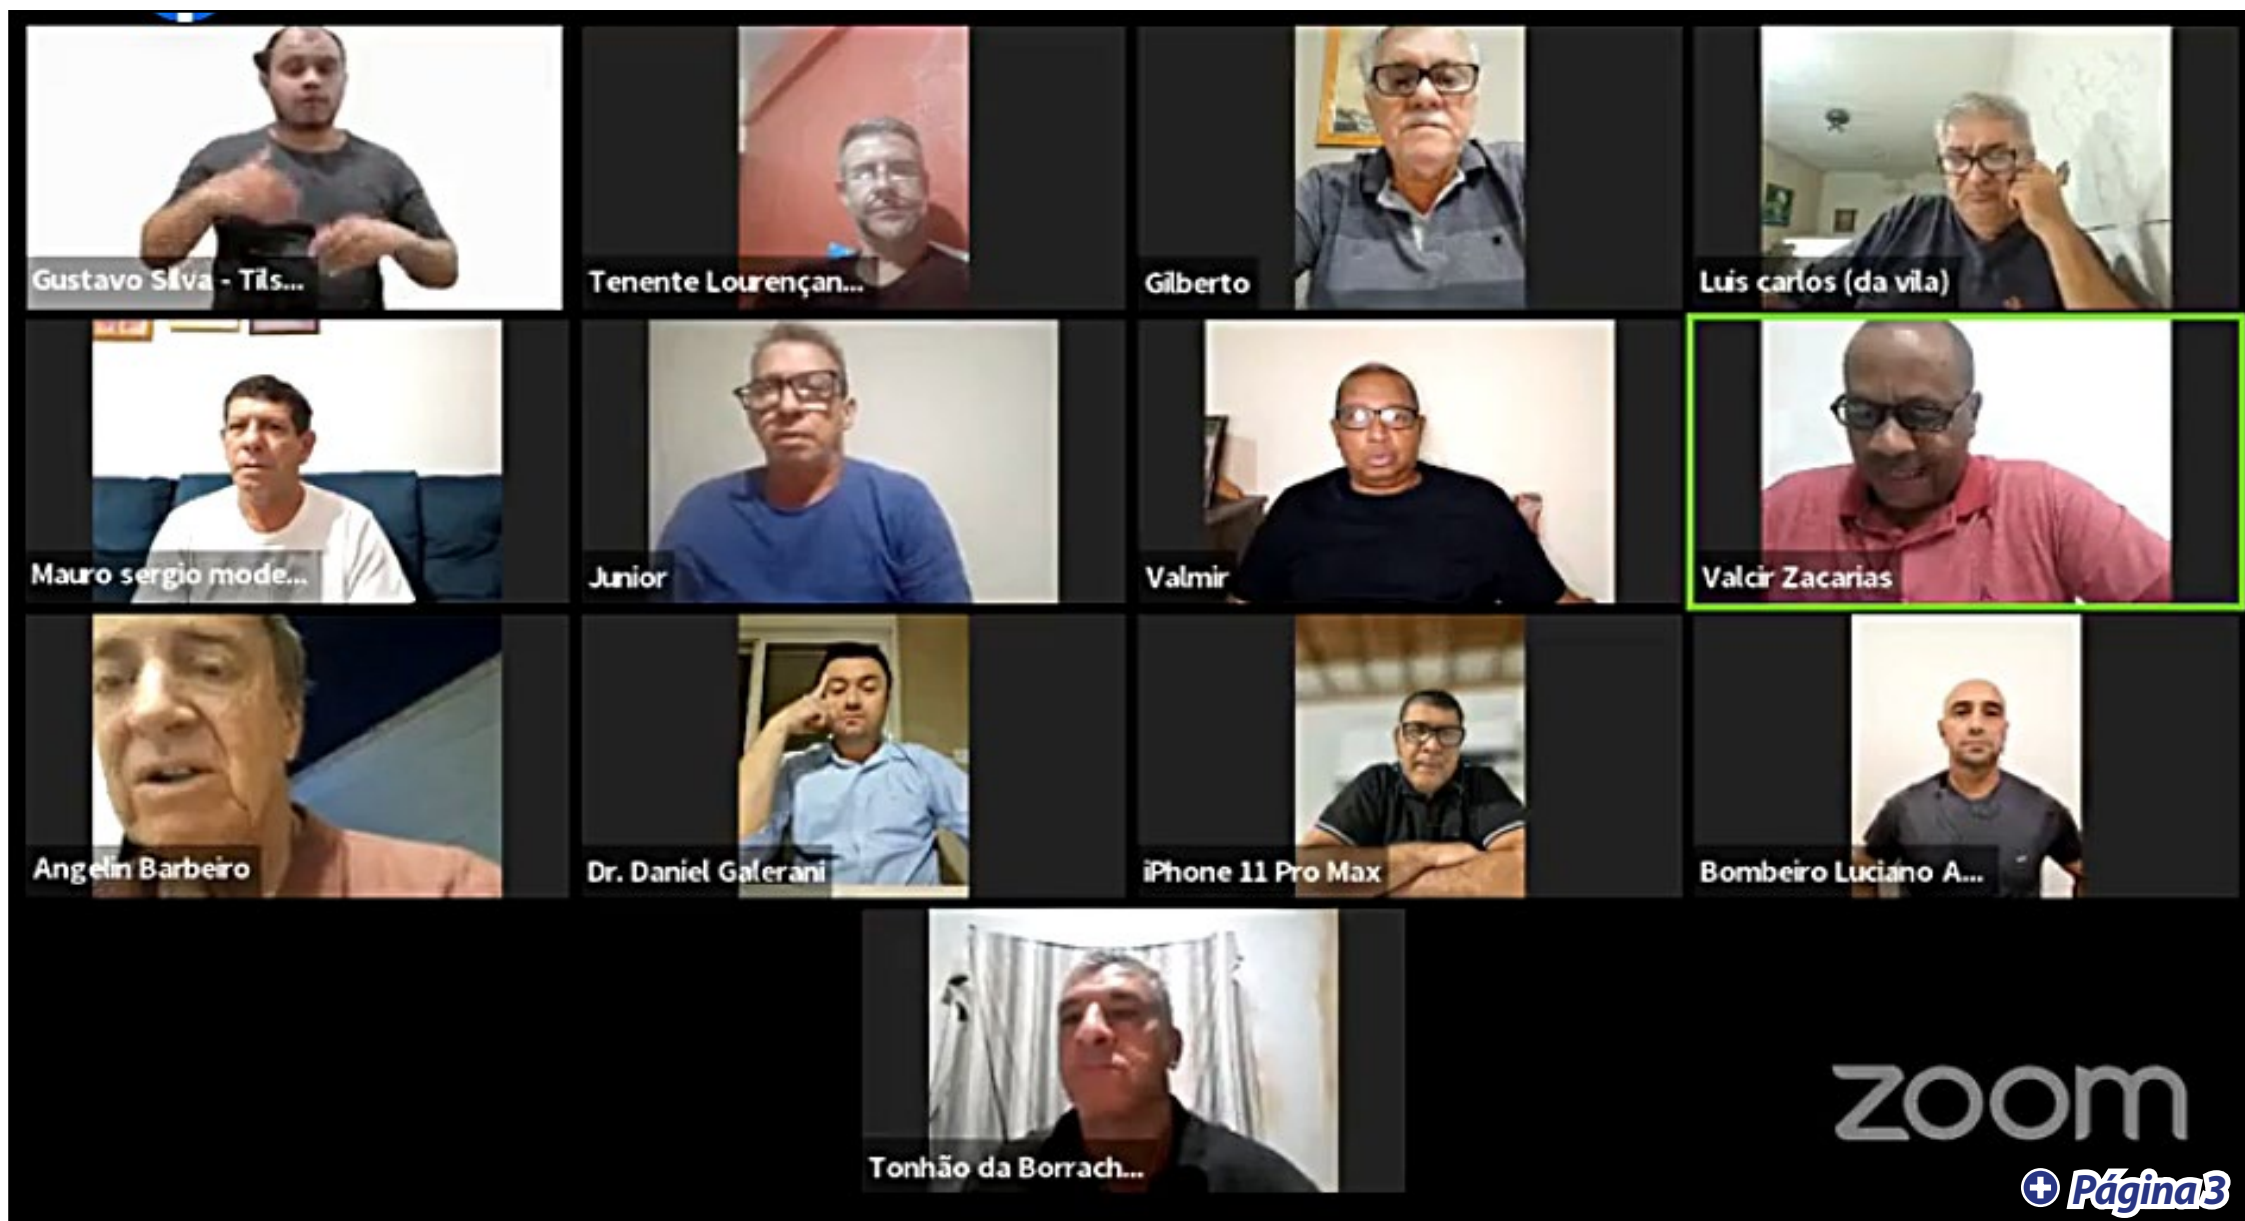 Gustavo Silva - Tils...
Tenente Lourençan...
Gilberto
Luis carlos (da vila)
Mauro sergio mode...
Junior
Valmir
Valcir Zacarias
Angelin Barbeiro
Dr. Daniel Galerani
iPhone 11 Pro Max
Bombeiro Luciano A...
Tonhão da Borrach...
zoom
Página 3